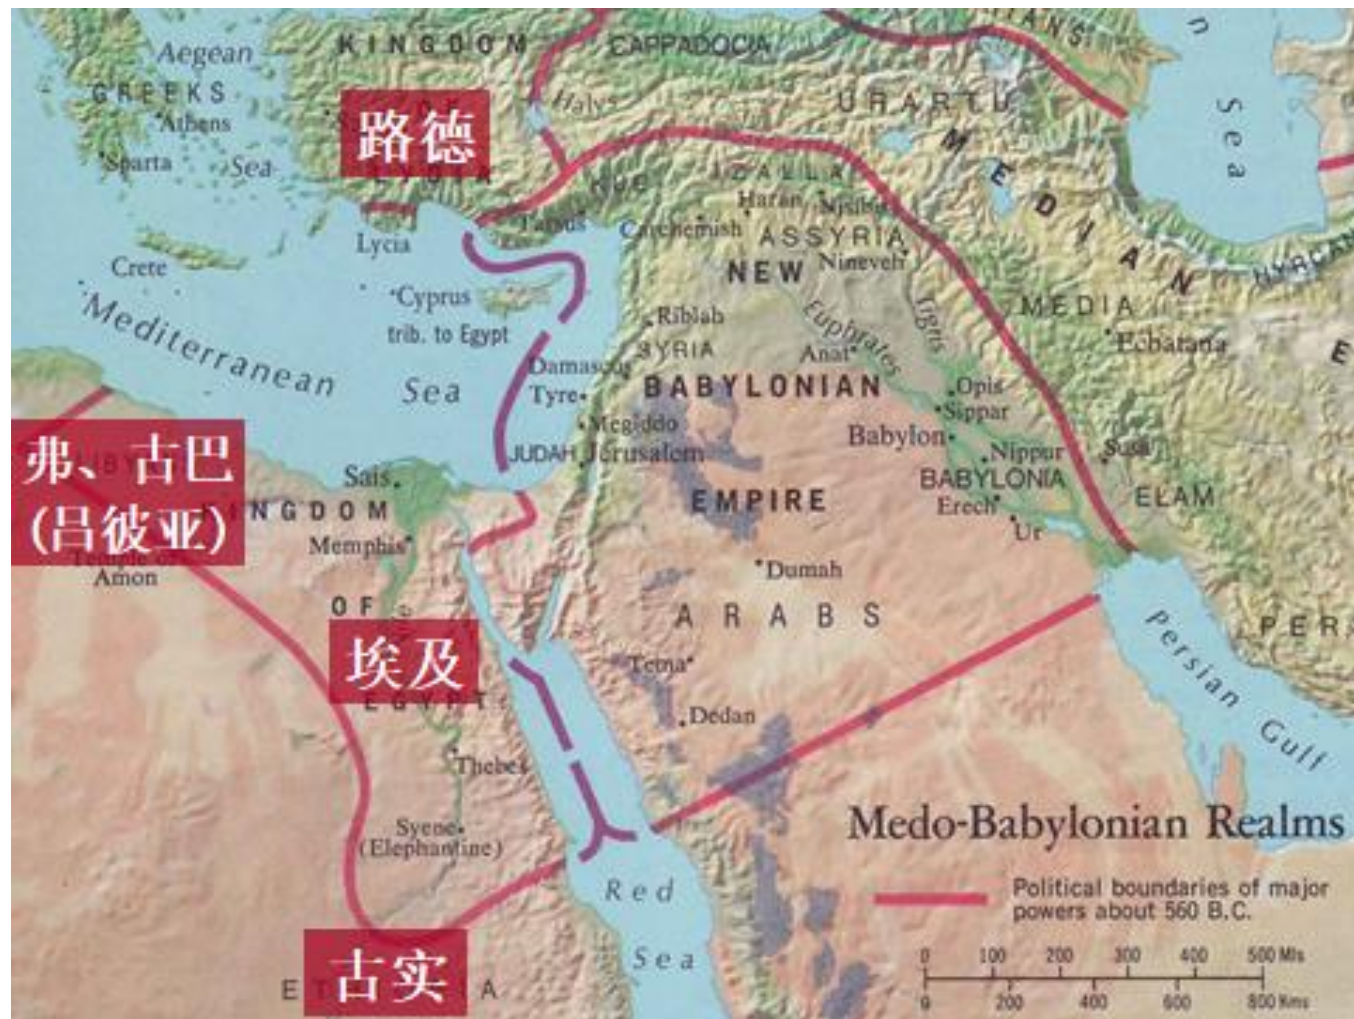 Aegean
KINGDOM
CAPPADOCIA
GREEKS
Athens
Halys
URARTU
Sea
路德
Sparta
Sea
MEDIAN
HUE
Haran
Tarsus
Carchemish
ASSYRIA
Lycia
Nineveh
NEW
Crete
Cyprus
trib. to Egypt
Mediterranean
Sea
Riblah
SYRIA
Euphrates
Tigris
Anat
MEDIA
Ecbatana
E
Damascus
Tyre
BABYLONIAN
Opis
Sippar
Megiddo
Babylon
Nippur
Susa
JUDAH
Jerusalem
BABYLONIA
ELAM
弗、古巴
(吕彼亚)
Sais
KINGDOM
EMPIRE
Erech
Ur
Memphis
Amon
Dumah
OF
ARABS
埃及
Tema
EGYPT
Dedan
Persian Gulf
PER
Thebes
Syene
(Elephantine)
Medo-Babylonian Realms
Red
Sea
Political boundaries of major
powers about 560 B.C.
0 100 200 300 400 500 Mls
0 200 400 600 800 Kms
古实